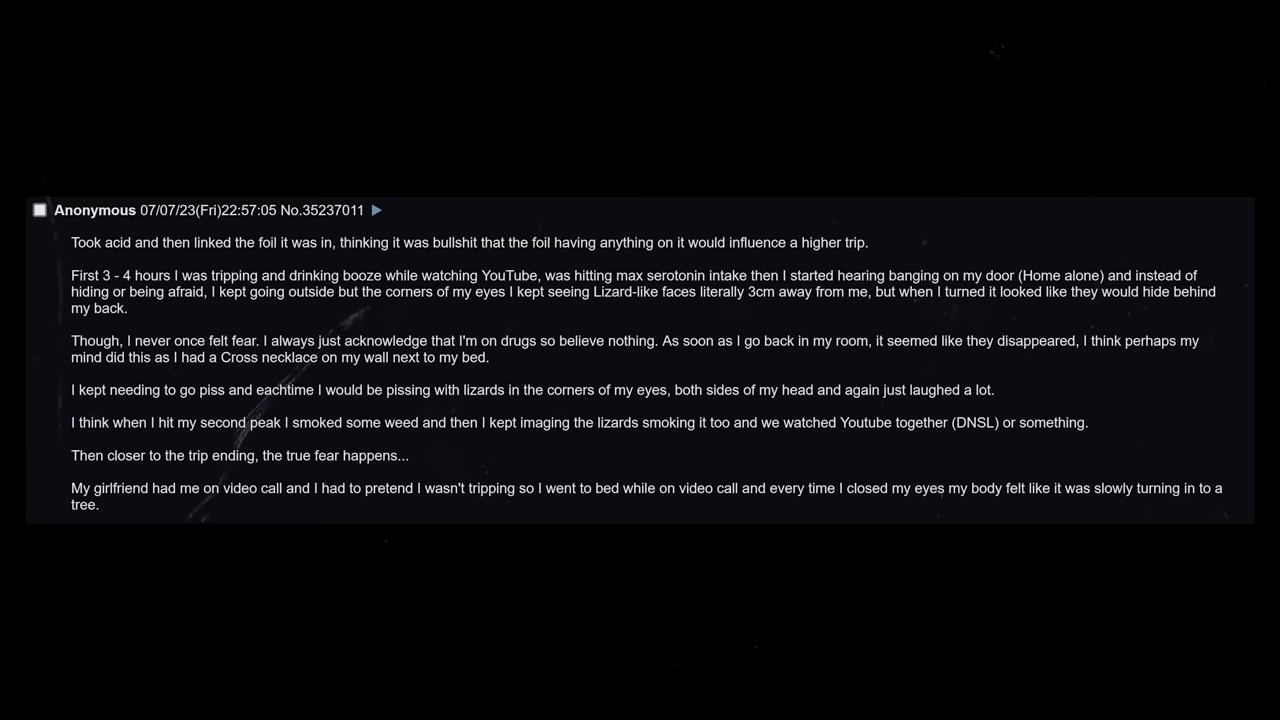 Anonymous 07/07/23(Fri)22:57:05 No.35237011
Took acid and then linked the foil it was in, thinking it was bullshit that the foil having anything on it would influence a higher trip.
First 3 - 4 hours I was tripping and drinking booze while watching YouTube, was hitting max serotonin intake then I started hearing banging on my door (Home alone) and instead of
hiding or being afraid, I kept going outside but the corners of my eyes I kept seeing Lizard-like faces literally 3cm away from me, but when I turned it looked like they would hide behind
my back.
Though, I never once felt fear. I always just acknowledge that I'm on drugs so believe nothing. As soon as I go back in my room, it seemed like they disappeared, I think perhaps my
mind did this as I had a Cross necklace on my wall next to my bed.
I kept needing to go piss and eachtime I would be pissing with lizards in the corners of my eyes, both sides of my head and again just laughed a lot.
I think when I hit my second peak I smoked some weed and then I kept imaging the lizards smoking it too and we watched Youtube together (DNSL) or something.
Then closer to the trip ending, the true fear happens...
My girlfriend had me on video call and I had to pretend I wasn't tripping so I went to bed while on video call and every time I closed my eyes my body felt like it was slowly turning in to a
tree.